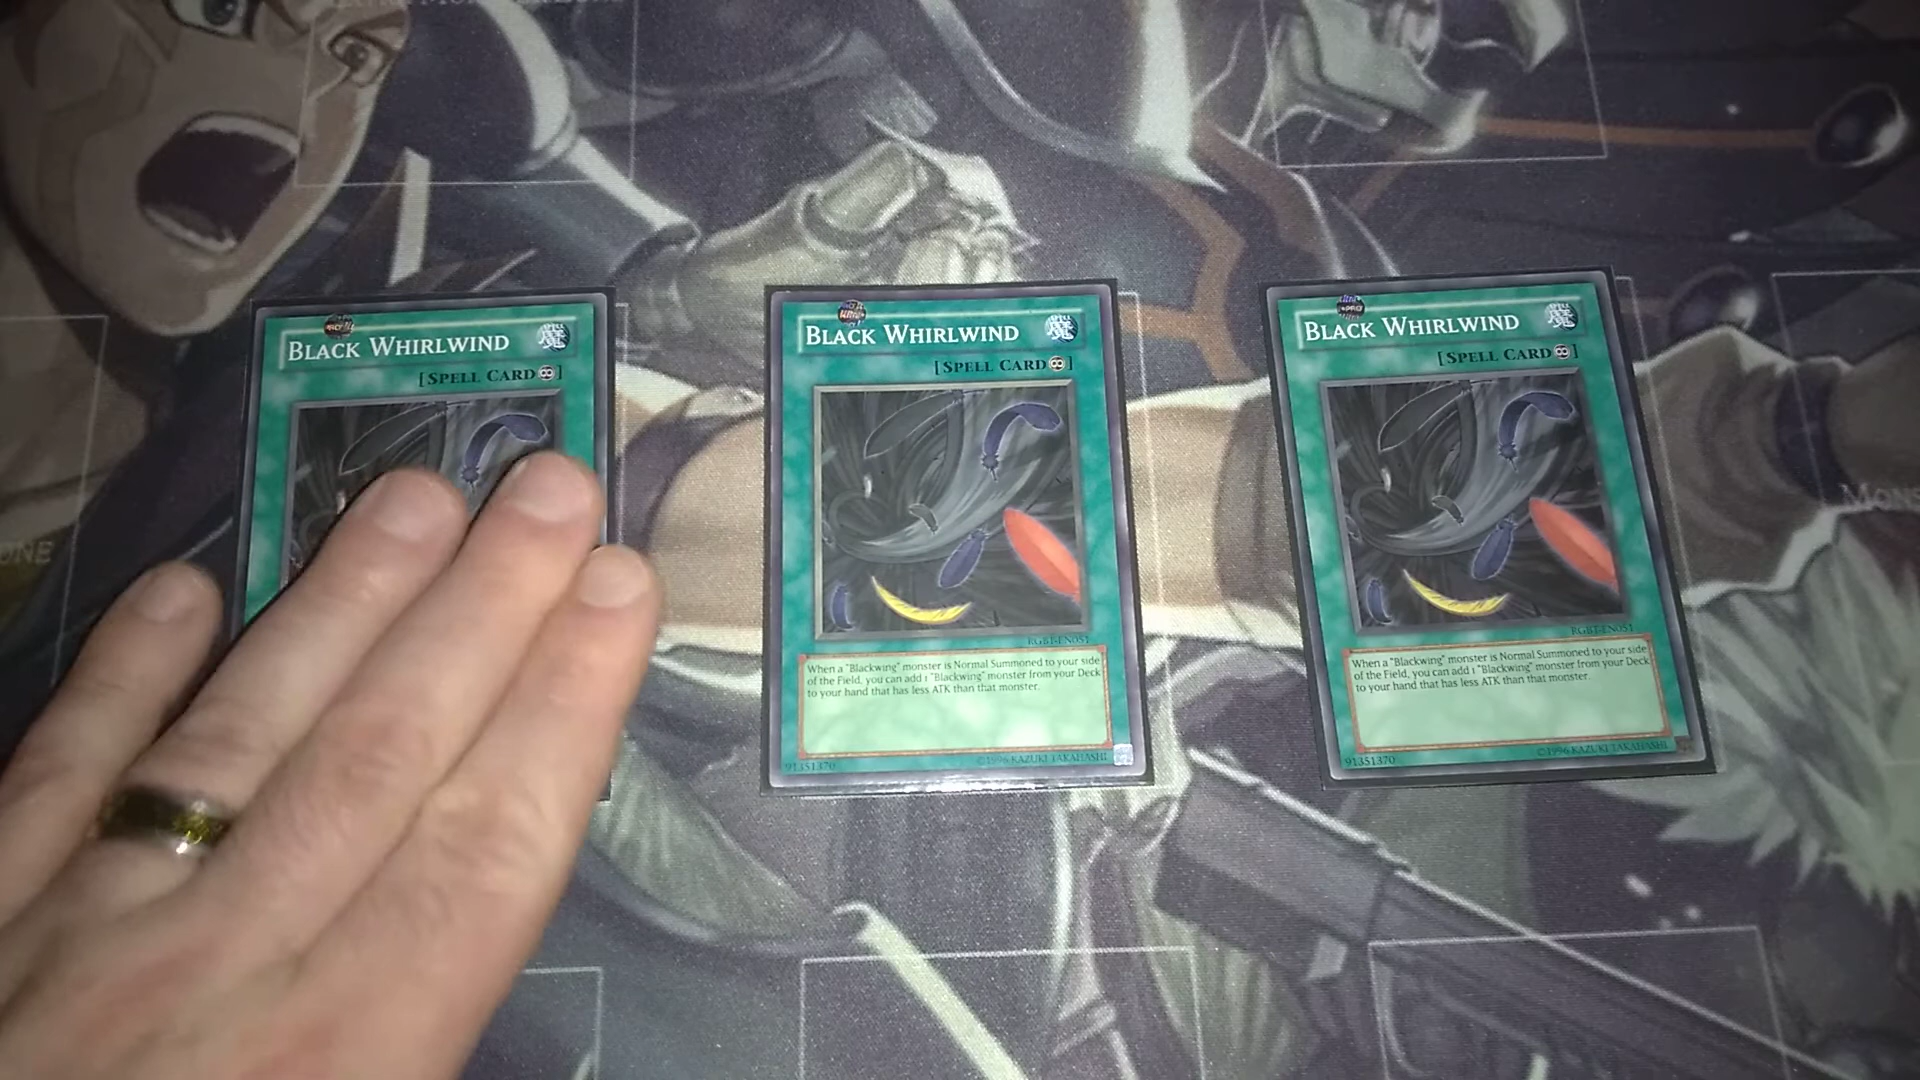 BLACK WHIRLWIND
[SPELL CARD]
BLACK WHIRLWIND
[SPELL CARD]
RGBT-EN051
When a "Blackwing" monster is Normal Summoned to your side
of the Field, you can add 1 "Blackwing" monster from your Deck
to your hand that has less ATK than that monster.
91351370
©1996 KAZUKI TAKAHASHI
BLACK WHIRLWIND
[SPELL CARD]
RGBT-EN051
When a "Blackwing" monster is Normal Summoned to your side
of the Field, you can add 1 "Blackwing" monster from your Deck
to your hand that has less ATK than that monster.
91351370
©1996 KAZUKI TAKAHASHI